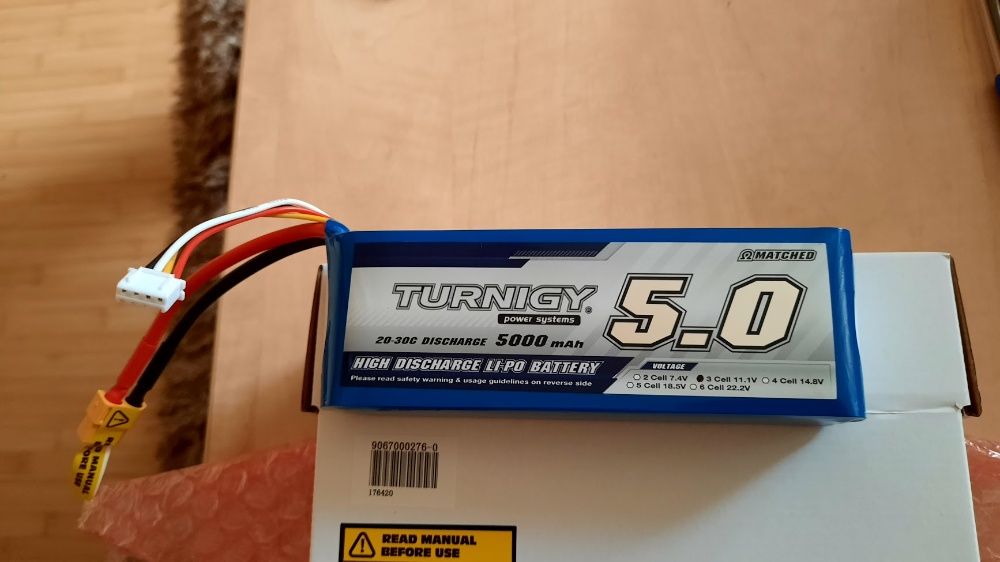 ΩMATCHED
TURNIGY®
power systems
5.0
20-30C DISCHARGE 5000 mAh
HIGH DISCHARGE LI-PO BATTERY
Please read safety warning & usage guidelines on reverse side
VOLTAGE
2 Cell 7.4V 3 Cell 11.1V 4 Cell 14.8V
5 Cell 18.5V 6 Cell 22.2V
9067000276-0
176420
READ MANUAL
BEFORE USE
MANUAL